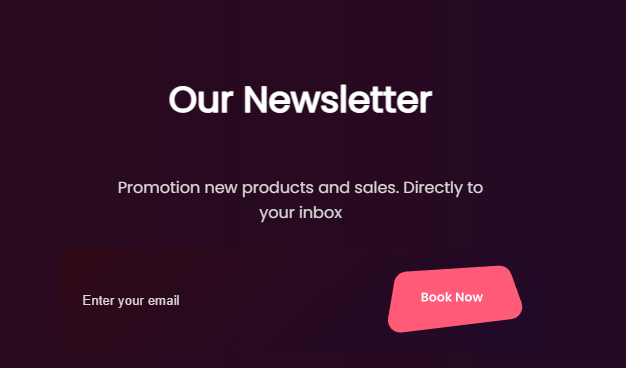 Our Newsletter
Promotion new products and sales. Directly to
your inbox
Enter your email
Book Now